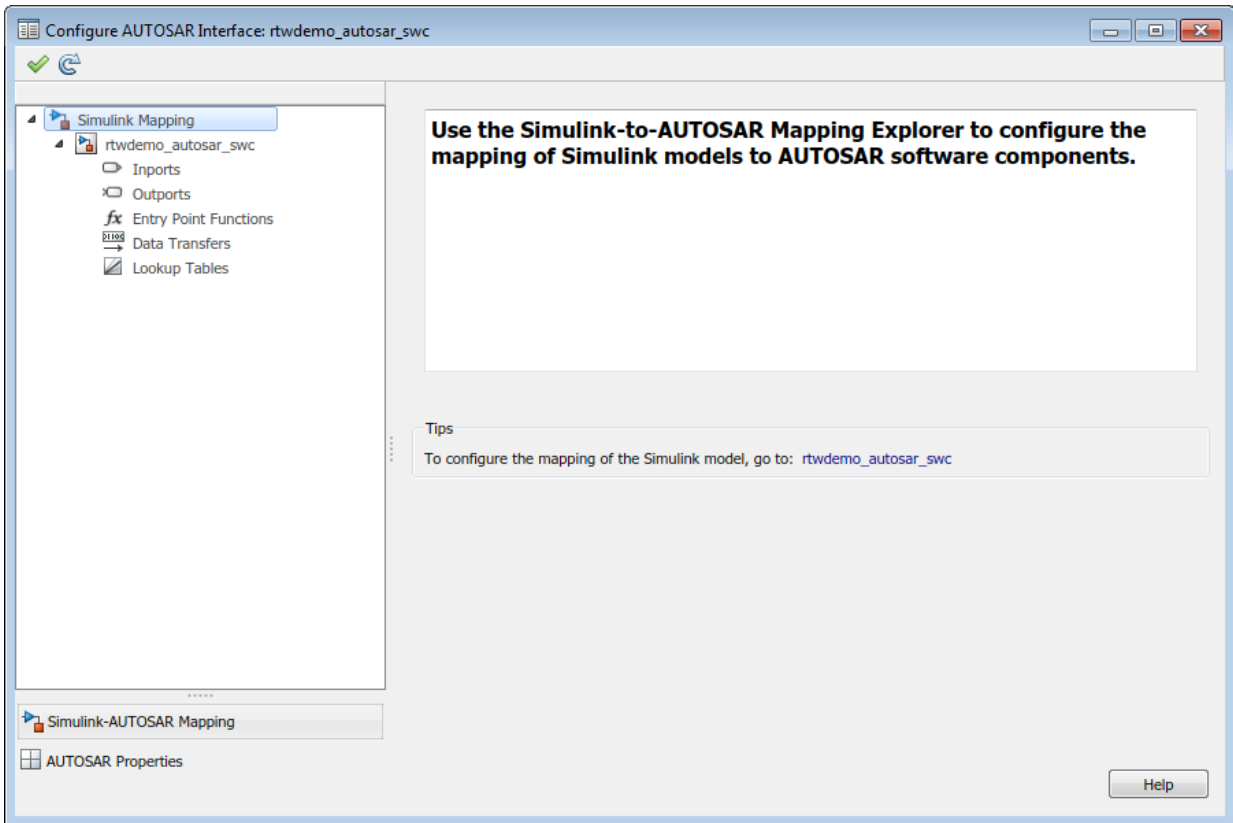 Configure AUTOSAR Interface: rtwdemo_autosar_swc
Simulink Mapping
rtwdemo_autosar_swc
Inports
Outports
fx Entry Point Functions
Data Transfers
Lookup Tables
Simulink-AUTOSAR Mapping
AUTOSAR Properties
Use the Simulink-to-AUTOSAR Mapping Explorer to configure the
mapping of Simulink models to AUTOSAR software components.
Tips
To configure the mapping of the Simulink model, go to: rtwdemo_autosar_swc
Help